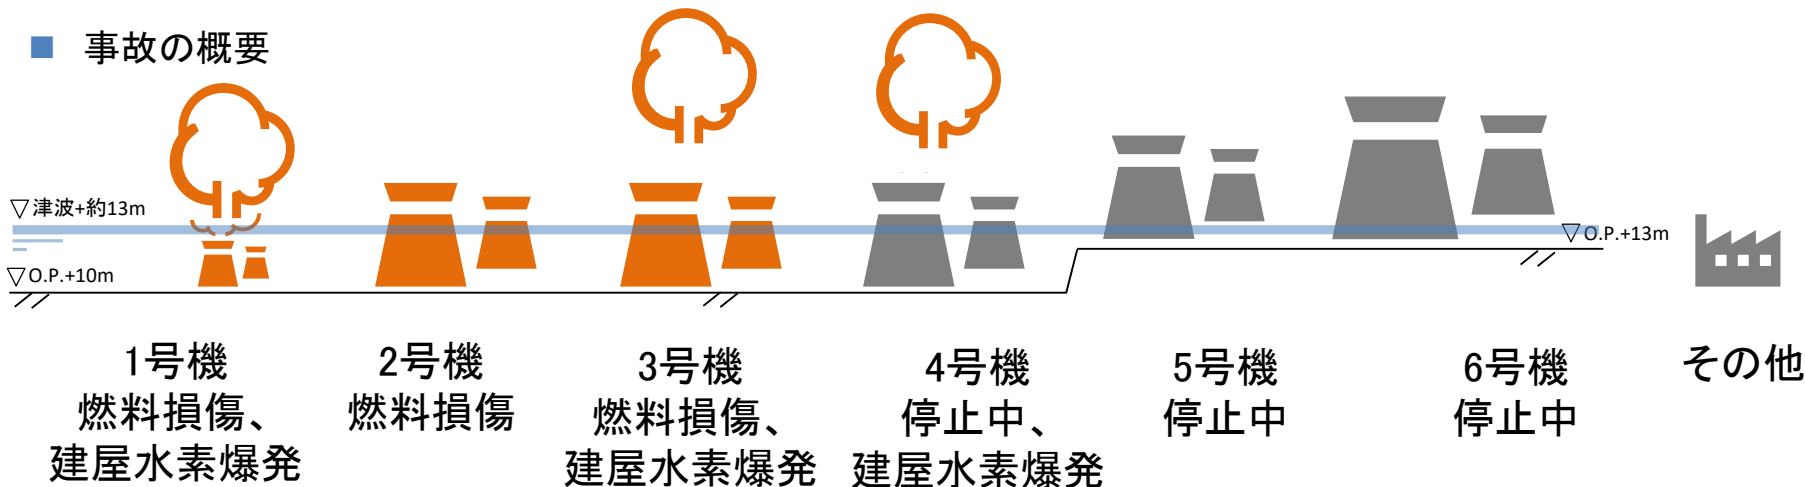 ■ 事故の概要
▽津波+約13m
▽O.P.+13m
▽O.P.+10m
1号機
燃料損傷、
建屋水素爆発
2号機
燃料損傷
3号機
燃料損傷、
建屋水素爆発
4号機
停止中、
建屋水素爆発
5号機
停止中
6号機
停止中
その他